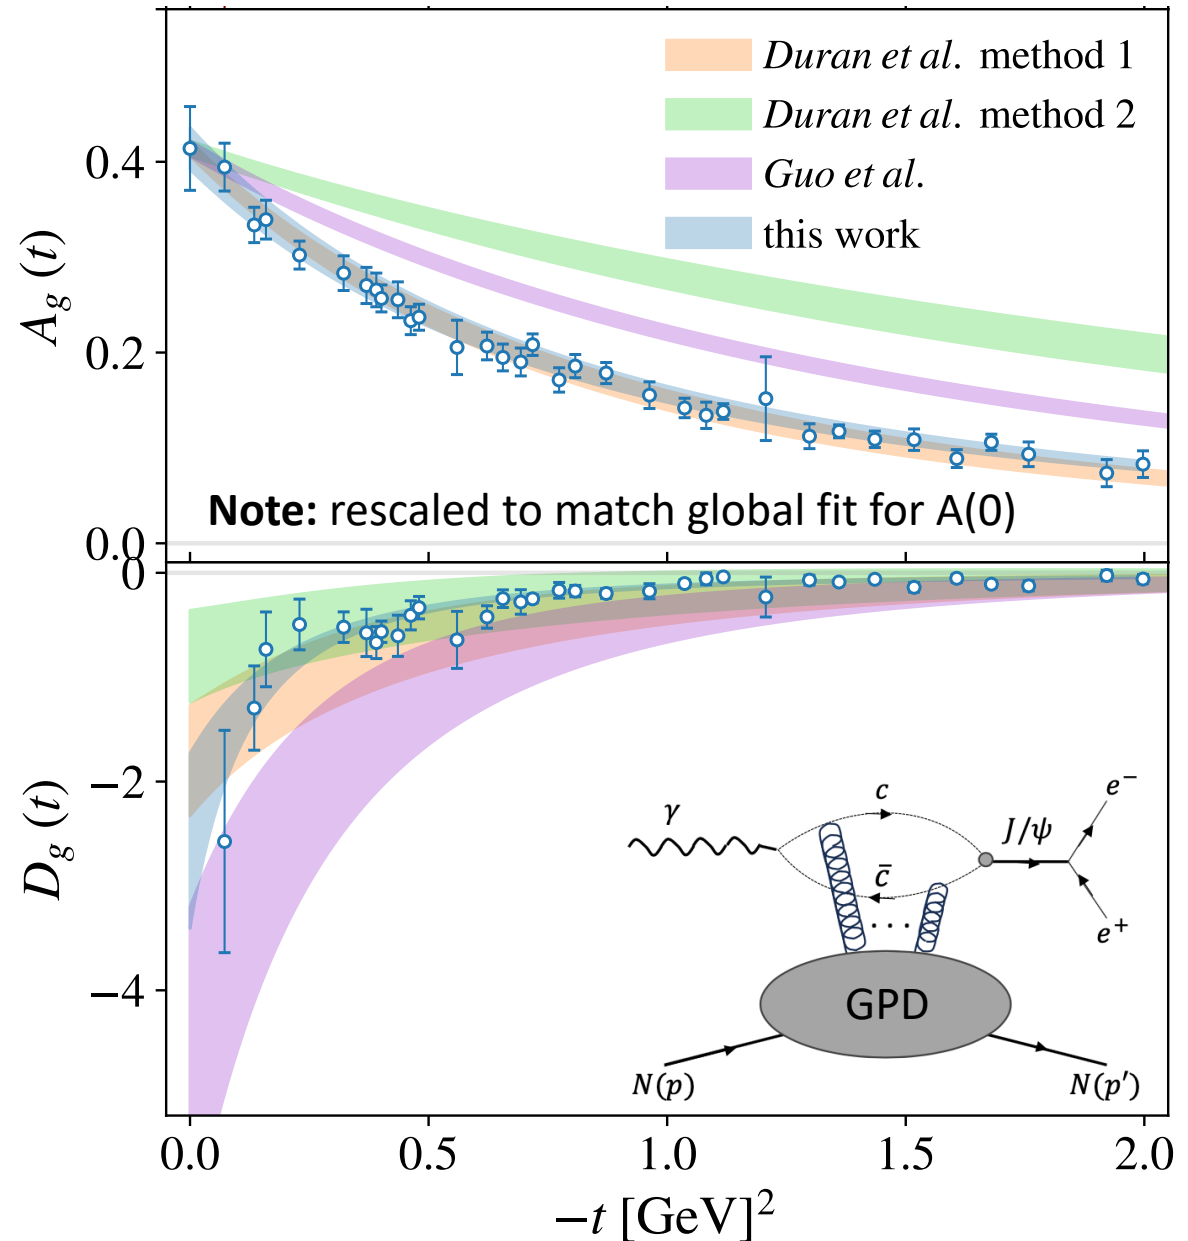 Duran et al. method 1
Duran et al. method 2
Guo et al.
this work
0.4
0.2
0.0
A_g (t)
Note: rescaled to match global fit for A(0)
0
−2
−4
D_g (t)
γ
c
c̄
J/ψ
e⁻
e⁺
· · ·
GPD
N(p)
N(p′)
0.0 0.5 1.0 1.5 2.0
−t [GeV]²